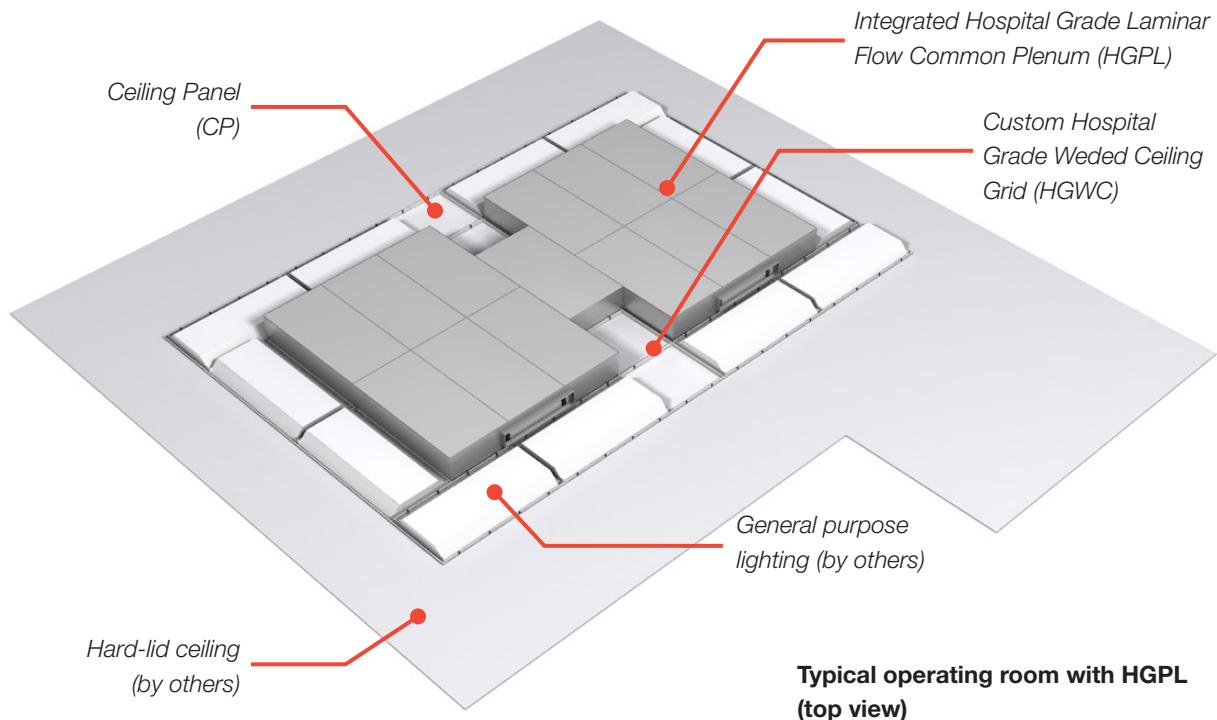 Integrated Hospital Grade Laminar
Flow Common Plenum (HGPL)
Ceiling Panel
(CP)
Custom Hospital
Grade Weded Ceiling
Grid (HGWC)
General purpose
lighting (by others)
Hard-lid ceiling
(by others)
Typical operating room with HGPL
(top view)